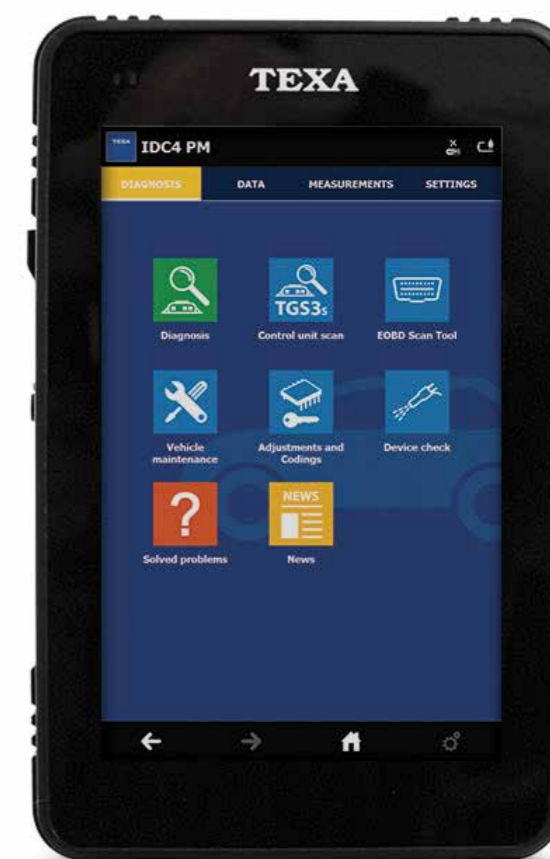 TEXA
TEXA IDC4 PM
DIAGNOSIS DATA MEASUREMENTS SETTINGS
TGS3s
Diagnosis Control unit scan EOBD Scan Tool
Vehicle
maintenance
Adjustments and
Codings
Device check
NEWS
Solved problems News